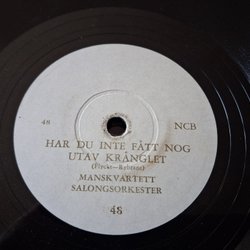 48 NCB
HAR DU INTE FÅTT NOG
UTAV KRÅNGLET
MANSKVARTETT
SALONGSORKESTER
48